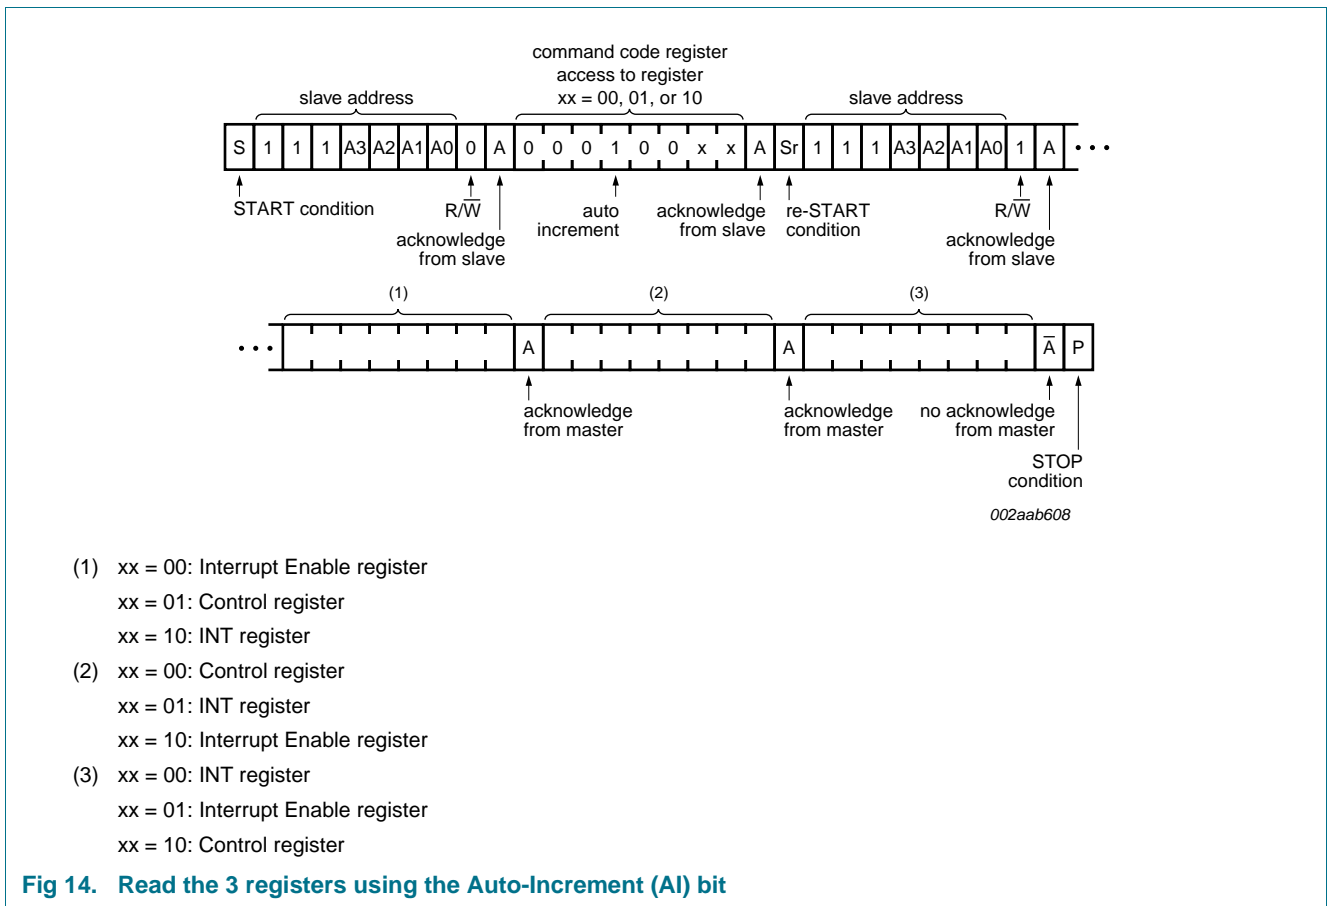 command code register
access to register
xx = 00, 01, or 10
slave address
slave address
S 1 1 1 A3 A2 A1 A0 0 A 0 0 0 1 0 0 x x A Sr 1 1 1 A3 A2 A1 A0 1 A • • •
START condition
R/W̅
acknowledge
from slave
auto
increment
acknowledge
from slave
re-START
condition
R/W̅
acknowledge
from slave
(1) (2) (3)
• • • A A A̅ P
acknowledge
from master
acknowledge
from master
no acknowledge
from master
STOP
condition
002aab608
(1) xx = 00: Interrupt Enable register
xx = 01: Control register
xx = 10: INT register
(2) xx = 00: Control register
xx = 01: INT register
xx = 10: Interrupt Enable register
(3) xx = 00: INT register
xx = 01: Interrupt Enable register
xx = 10: Control register
Fig 14. Read the 3 registers using the Auto-Increment (AI) bit